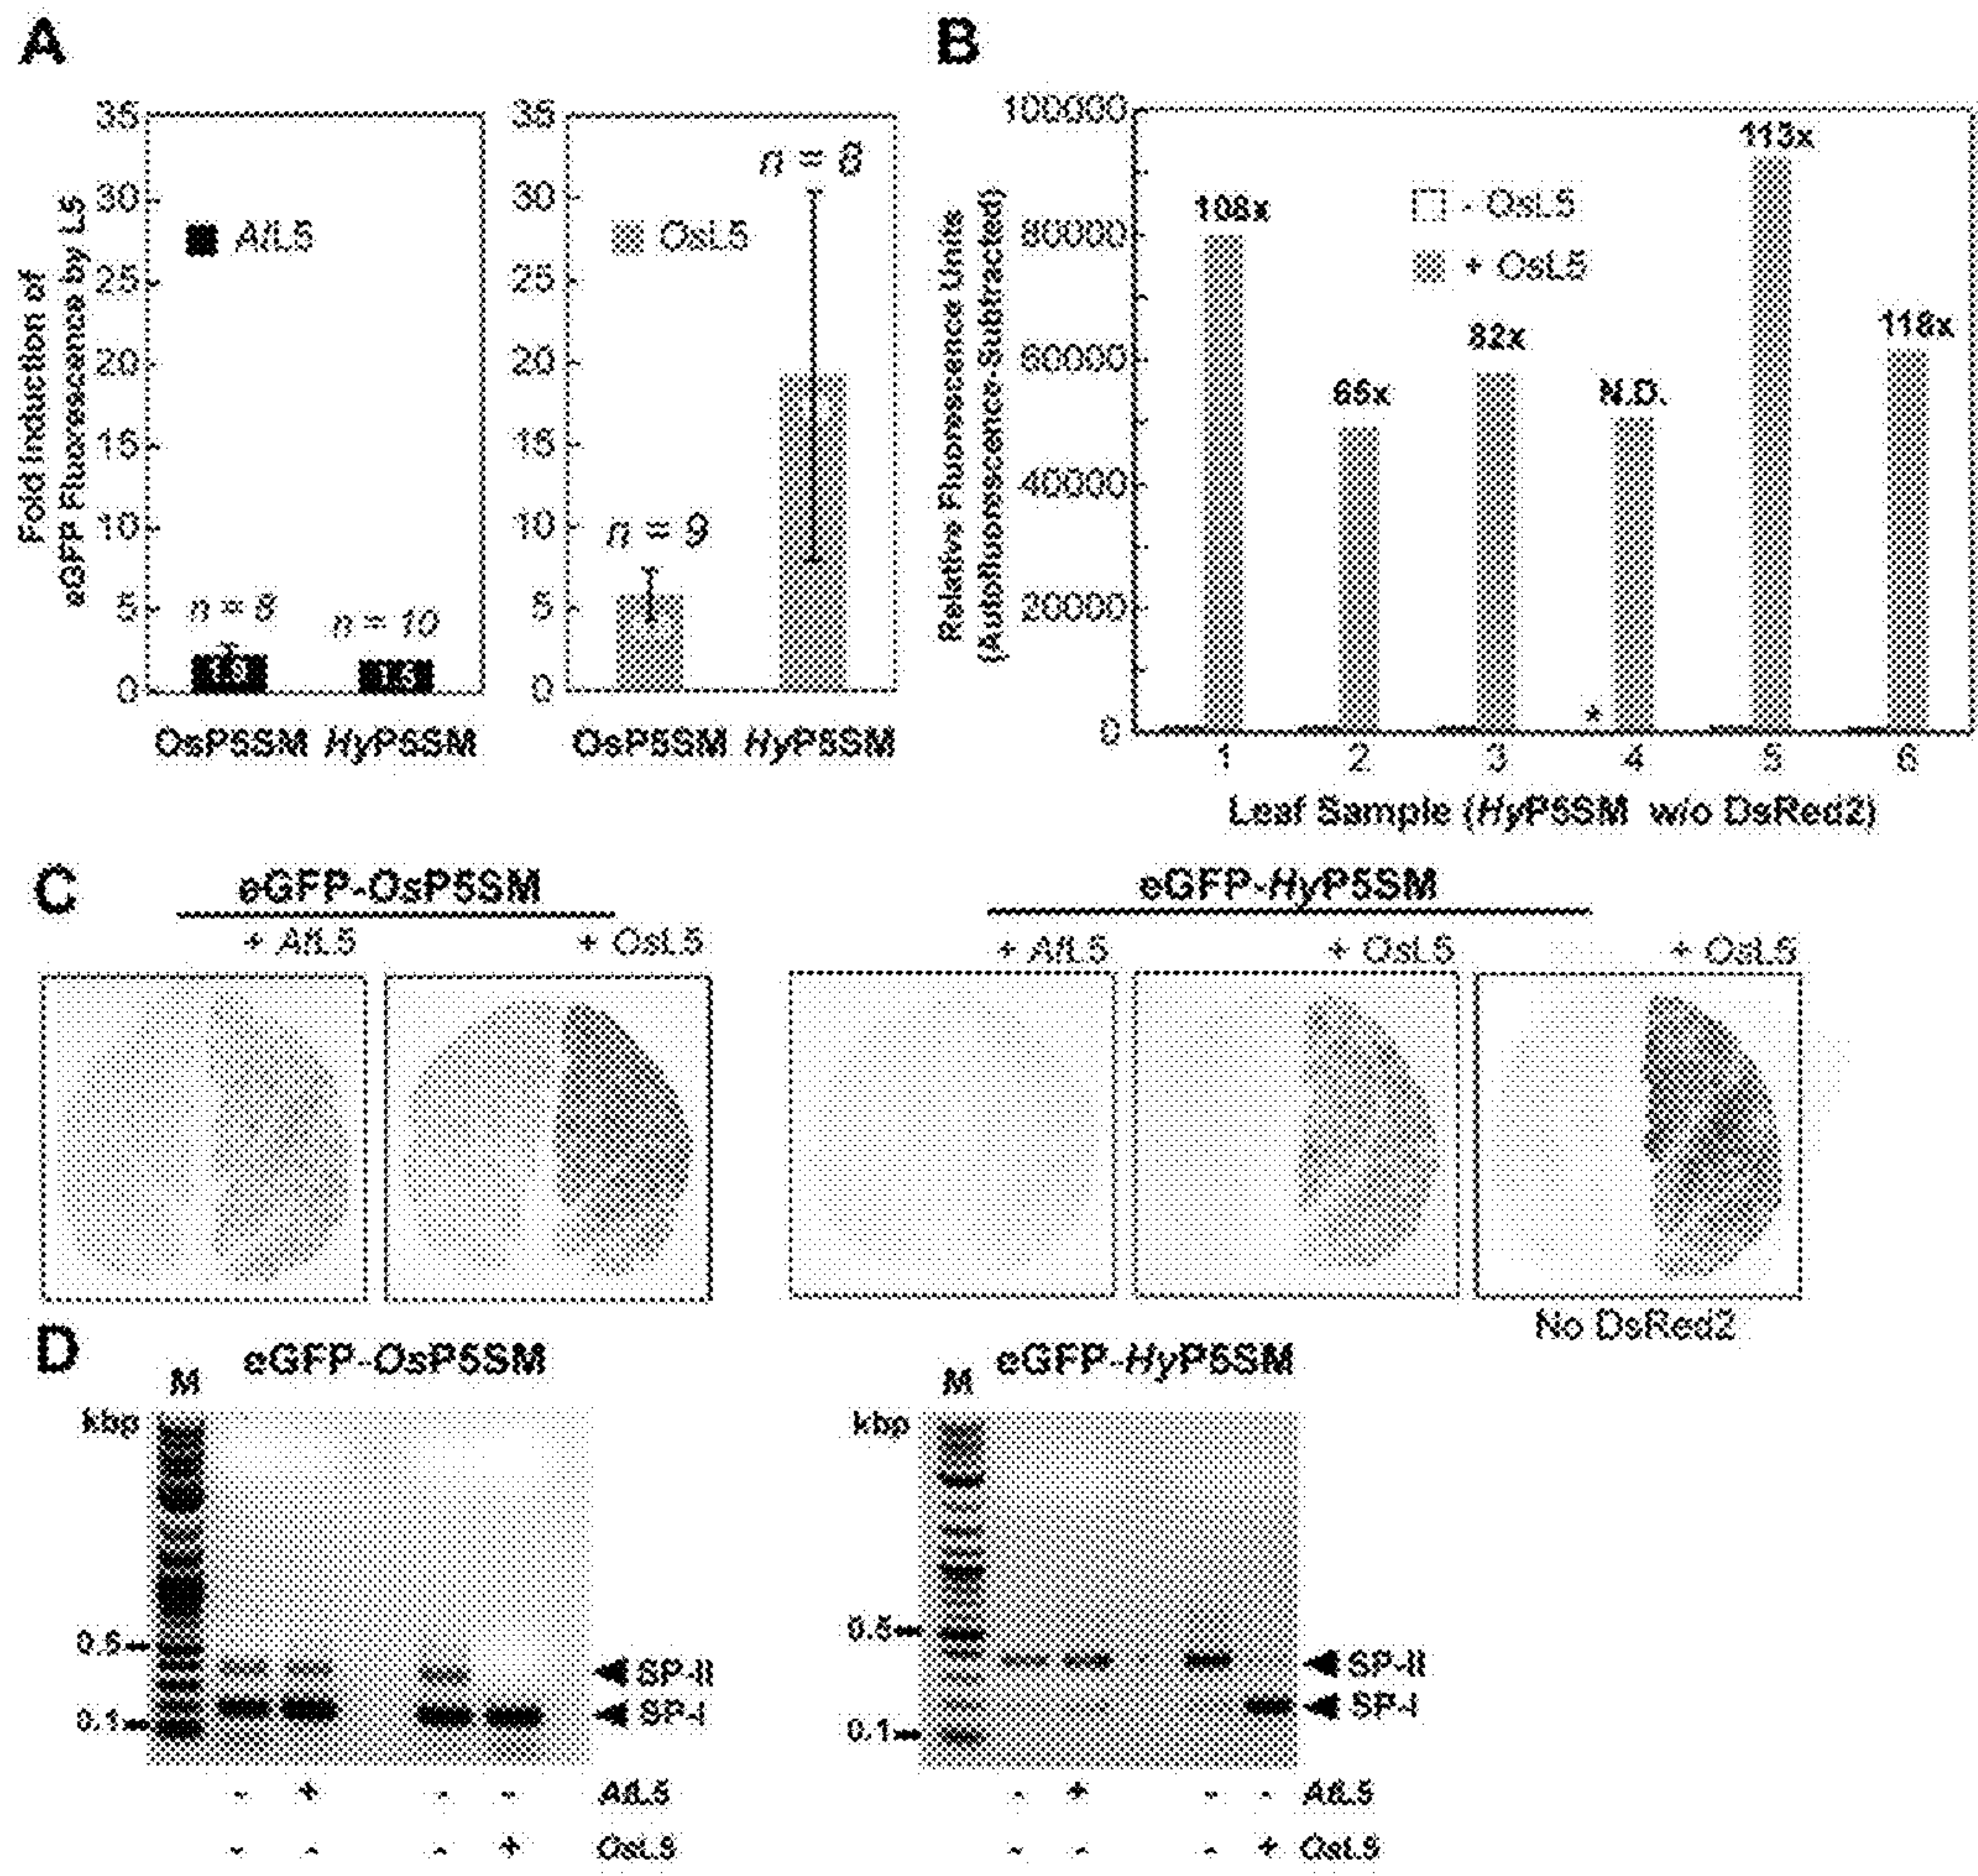 A
Fold induction of
eGFP Fluorescence by L5
35
30
25
20
15
10
5
0
AtL5
n = 8
n = 10
OsP5SM HyP5SM
35
30
25
20
15
10
5
0
OsL5
n = 9
n = 8
OsP5SM HyP5SM
B
Relative Fluorescence Units
(Autofluorescence-Subtracted)
100000
80000
60000
40000
20000
0
- OsL5
+ OsL5
108x
65x
82x
N.D.
*
113x
118x
1 2 3 4 5 6
Leaf Sample (HyP5SM w/o DsRed2)
C
eGFP-OsP5SM
+ AtL5 + OsL5
eGFP-HyP5SM
+ AtL5 + OsL5 + OsL5
No DsRed2
D
eGFP-OsP5SM
M
kbp
0.5
0.1
SP-II
SP-I
- + - - AtL5
- - - + OsL5
eGFP-HyP5SM
M
kbp
0.5
0.1
SP-II
SP-I
- + - - AtL5
- - - + OsL5